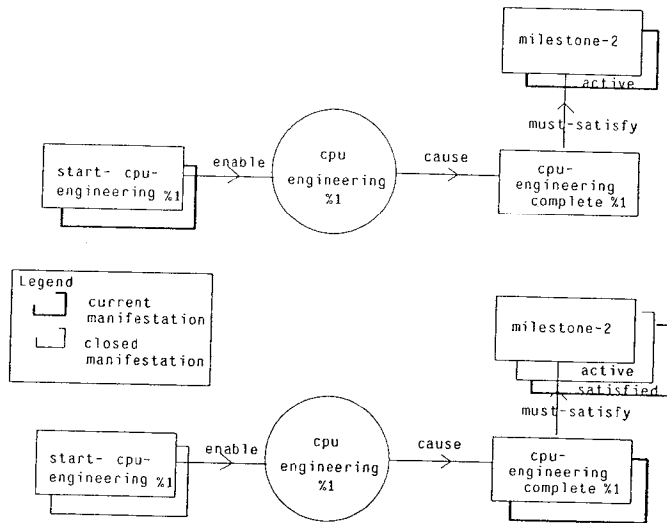 milestone-2
active
must-satisfy
enable
cause
start- cpu-
engineering %1
cpu
engineering
%1
cpu-
engineering
complete %1
Legend
current
manifestation
closed
manifestation
milestone-2
active
satisfied
must-satisfy
enable
cause
start- cpu-
engineering %1
cpu
engineering
%1
cpu-
engineering
complete %1